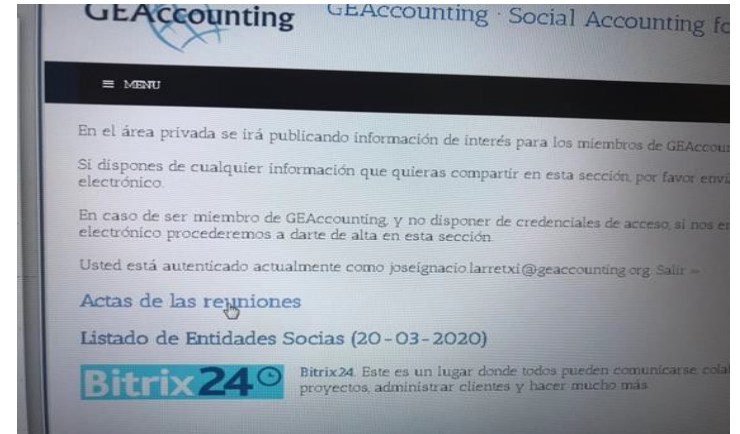 GEAccounting
GEAccounting · Social Accounting
≡ MENU
En el área privada se irá publicando información de interés para los miembros de
Si dispones de cualquier información que quieras compartir en esta sección, por favor
electrónico.
En caso de ser miembro de GEAccounting, y no disponer de credenciales de acceso, si nos
electrónico procederemos a darte de alta en esta sección.
Usted está autenticado actualmente como joseignacio.larretxi@geaccounting.org. Salir »
Actas de las reuniones
Listado de Entidades Socias (20-03-2020)
Bitrix24
Bitrix24. Este es un lugar donde todos pueden comunicarse,
proyectos, administrar clientes y hacer mucho más.